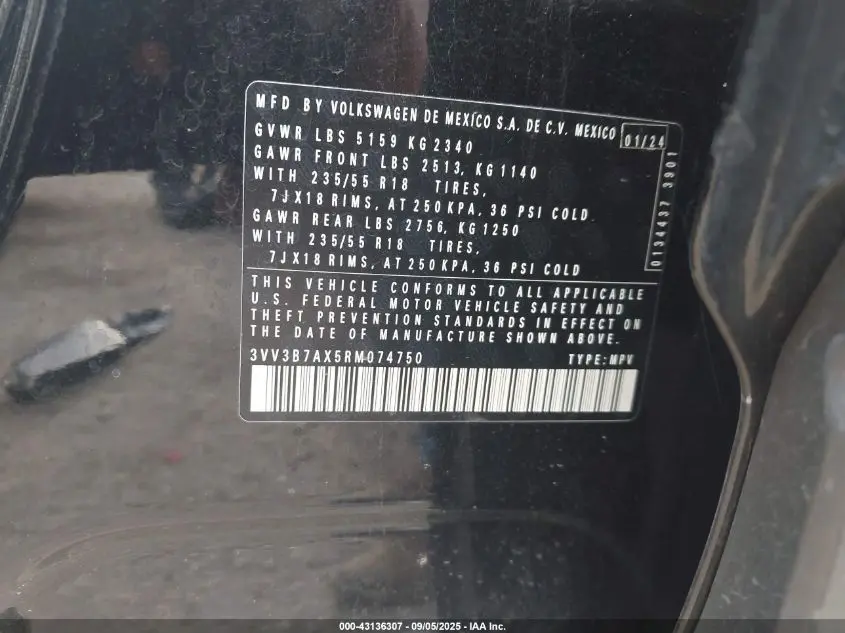 MFD BY VOLKSWAGEN DE MEXICO S.A. DE C.V. MEXICO 01/24
GVWR LBS 5159 KG 2340
GAWR FRONT LBS 2513, KG 1140
WITH 235/55 R18 TIRES,
7JX18 RIMS, AT 250 KPA, 36 PSI COLD.
GAWR REAR LBS 2756, KG 1250
WITH 235/55 R18 TIRES,
7JX18 RIMS, AT 250 KPA, 36 PSI COLD
0134437 3901
THIS VEHICLE CONFORMS TO ALL APPLICABLE
U.S. FEDERAL MOTOR VEHICLE SAFETY AND
THEFT PREVENTION STANDARDS IN EFFECT ON
THE DATE OF MANUFACTURE SHOWN ABOVE.
3VV3B7AX5RM074750 TYPE:MPV
000-43136307 - 09/05/2025 - IAA Inc.